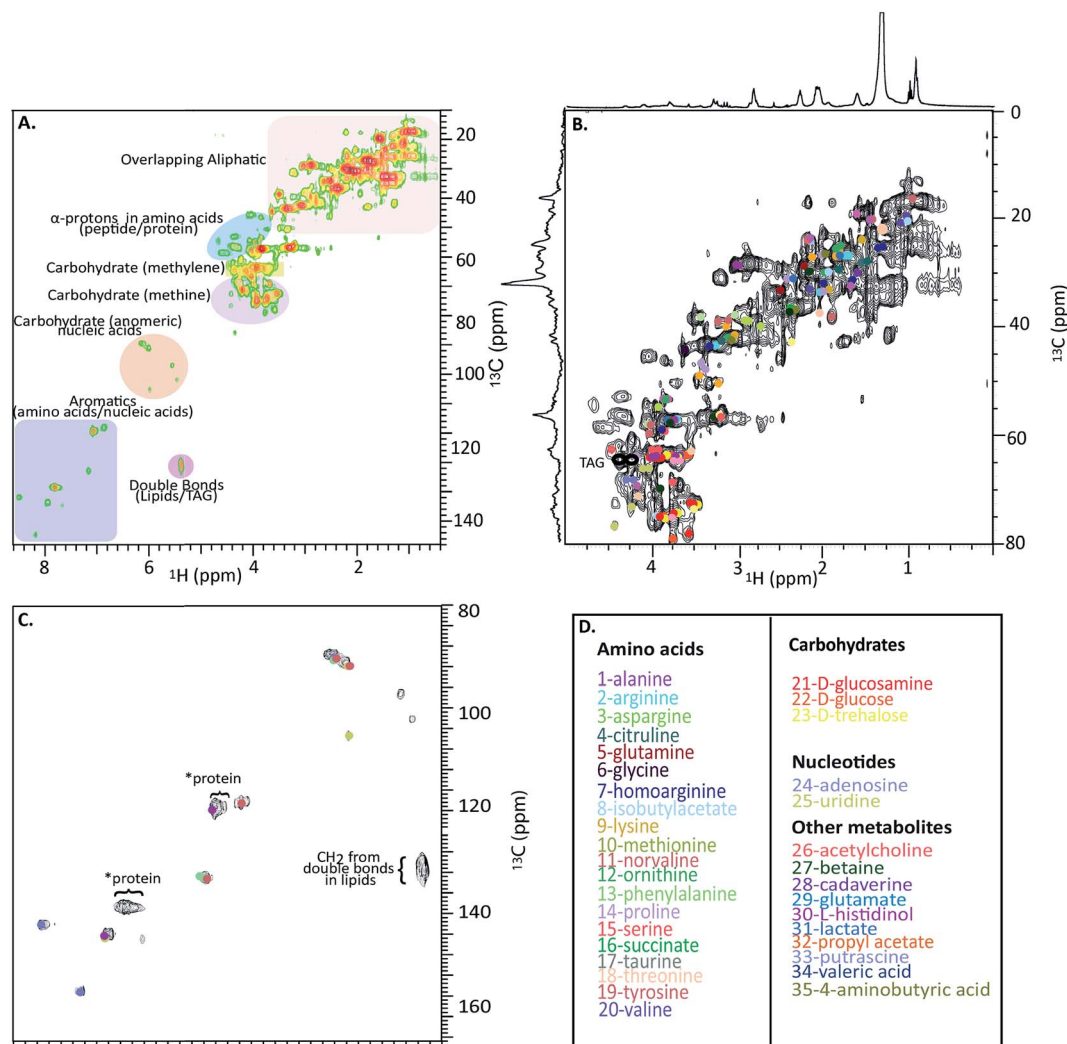 A.
Overlapping Aliphatic
α-protons in amino acids
(peptide/protein)
Carbohydrate (methylene)
Carbohydrate (methine)
Carbohydrate (anomeric)
nucleic acids
Aromatics
(amino acids/nucleic acids)
Double Bonds
(Lipids/TAG)
20
40
60
80
100
120
140
13C (ppm)
8
6
4
2
1H (ppm)
B.
TAG
0
20
40
60
80
13C (ppm)
4
3
2
1
1H (ppm)
C.
*protein
*protein
CH2 from
double bonds
in lipids
80
100
120
140
160
13C (ppm)
D.
Amino acids
1-alanine
2-arginine
3-aspargine
4-citruline
5-glutamine
6-glycine
7-homoarginine
8-isobutylacetate
9-lysine
10-methionine
11-norvaline
12-ornithine
13-phenylalanine
14-proline
15-serine
16-succinate
17-taurine
18-threonine
19-tyrosine
20-valine
Carbohydrates
21-D-glucosamine
22-D-glucose
23-D-trehalose
Nucleotides
24-adenosine
25-uridine
Other metabolites
26-acetylcholine
27-betaine
28-cadaverine
29-glutamate
30-L-histidinol
31-lactate
32-propyl acetate
33-putrascine
34-valeric acid
35-4-aminobutyric acid